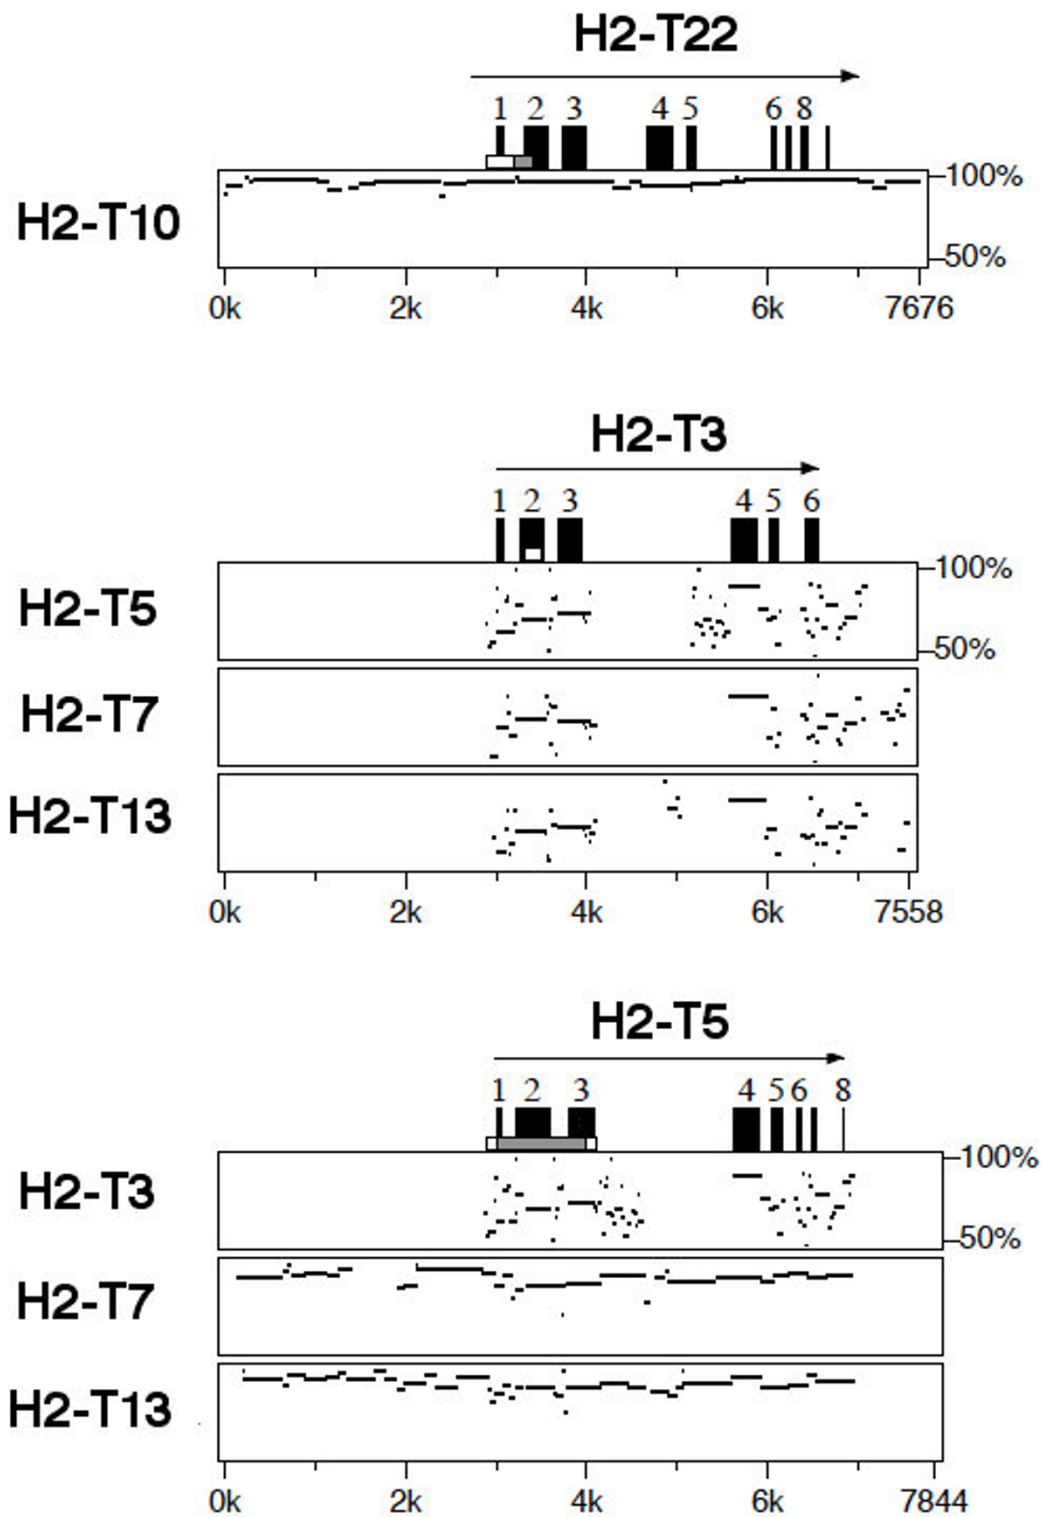 H2-T22
1 2 3 4 5 6 8
100%
H2-T10
50%
0k 2k 4k 6k 7676
H2-T3
1 2 3 4 5 6
100%
H2-T5
50%
H2-T7
H2-T13
0k 2k 4k 6k 7558
H2-T5
1 2 3 4 5 6 8
100%
H2-T3
50%
H2-T7
H2-T13
0k 2k 4k 6k 7844